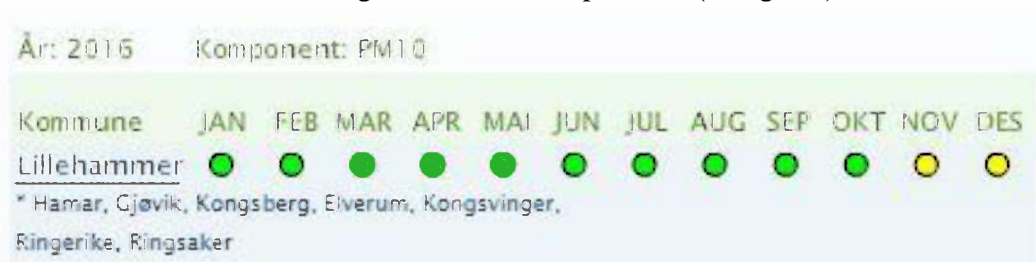 År: 2016 Komponent: PM10
Kommune JAN FEB MAR APR MAI JUN JUL AUG SEP OKT NOV DES
Lillehammer
* Hamar, Gjøvik, Kongsberg, Elverum, Kongsvinger,
Ringerike, Ringsaker